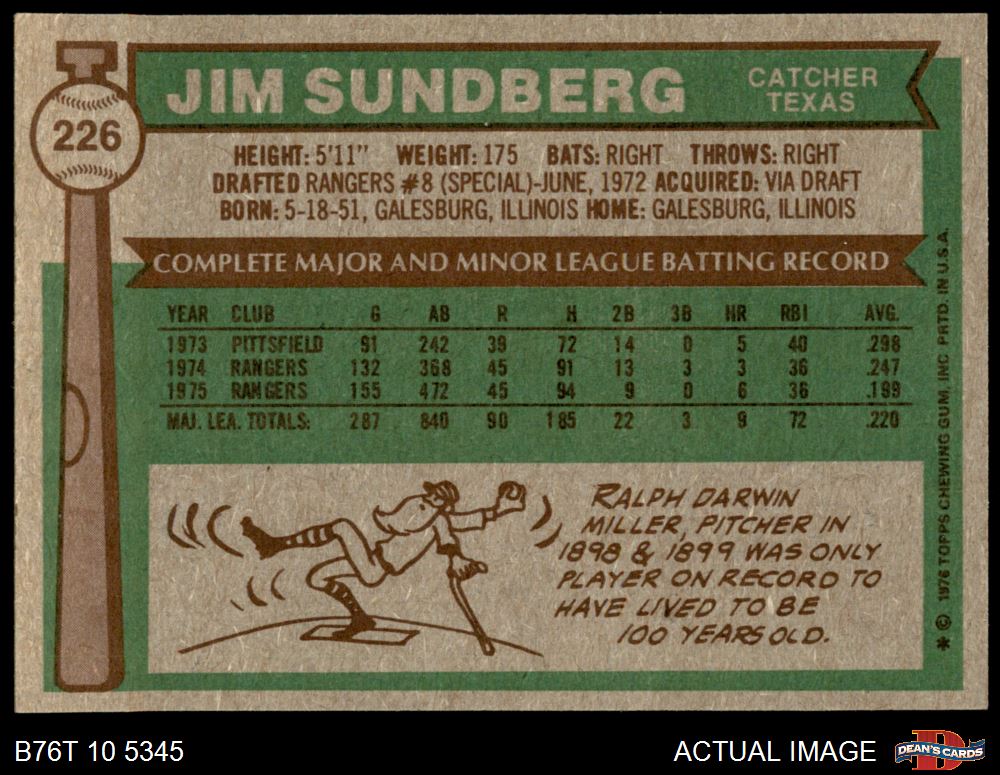 226
JIM SUNDBERG
CATCHER
TEXAS
HEIGHT: 5'11" WEIGHT: 175 BATS: RIGHT THROWS: RIGHT
DRAFTED RANGERS #8 (SPECIAL)-JUNE, 1972 ACQUIRED: VIA DRAFT
BORN: 5-18-51, GALESBURG, ILLINOIS HOME: GALESBURG, ILLINOIS
COMPLETE MAJOR AND MINOR LEAGUE BATTING RECORD
YEAR CLUB G AB R H 2B 3B HR RBI AVG.
1973 PITTSFIELD 91 242 39 72 14 0 5 40 .298
1974 RANGERS 132 368 45 91 13 3 3 36 .247
1975 RANGERS 155 472 45 94 9 0 6 36 .199
MAJ. LEA. TOTALS: 287 840 90 185 22 3 9 72 .220
RALPH DARWIN
MILLER, PITCHER IN
1898 & 1899 WAS ONLY
PLAYER ON RECORD TO
HAVE LIVED TO BE
100 YEARS OLD.
* © 1976 TOPPS CHEWING GUM, INC. PRTD. IN U.S.A.
B76T 10 5345
ACTUAL IMAGE
D
DEAN'S CARDS